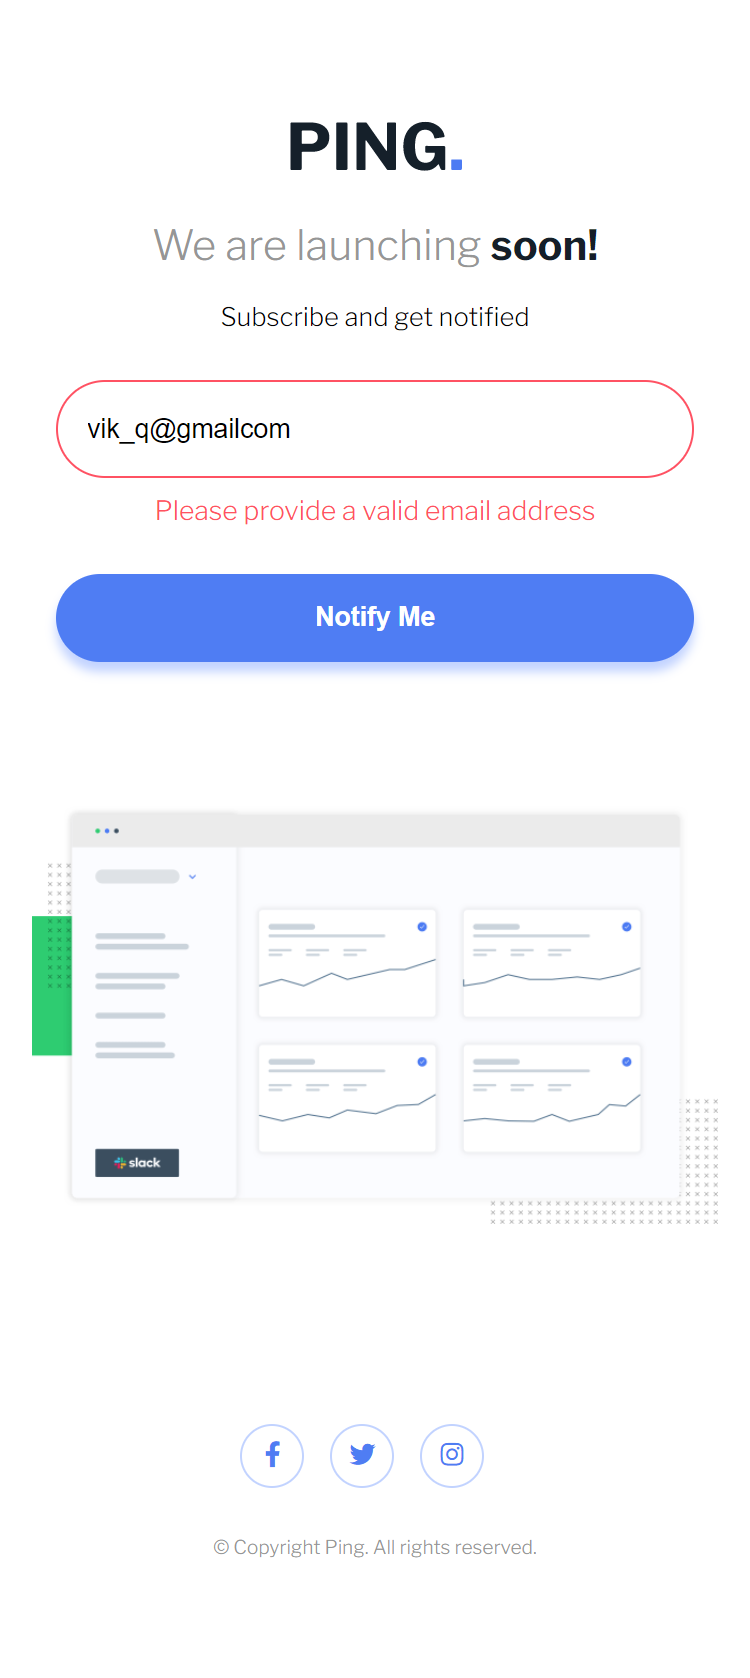 PING.
We are launching soon!
Subscribe and get notified
vik_q@gmailcom
Please provide a valid email address
Notify Me
slack
© Copyright Ping. All rights reserved.